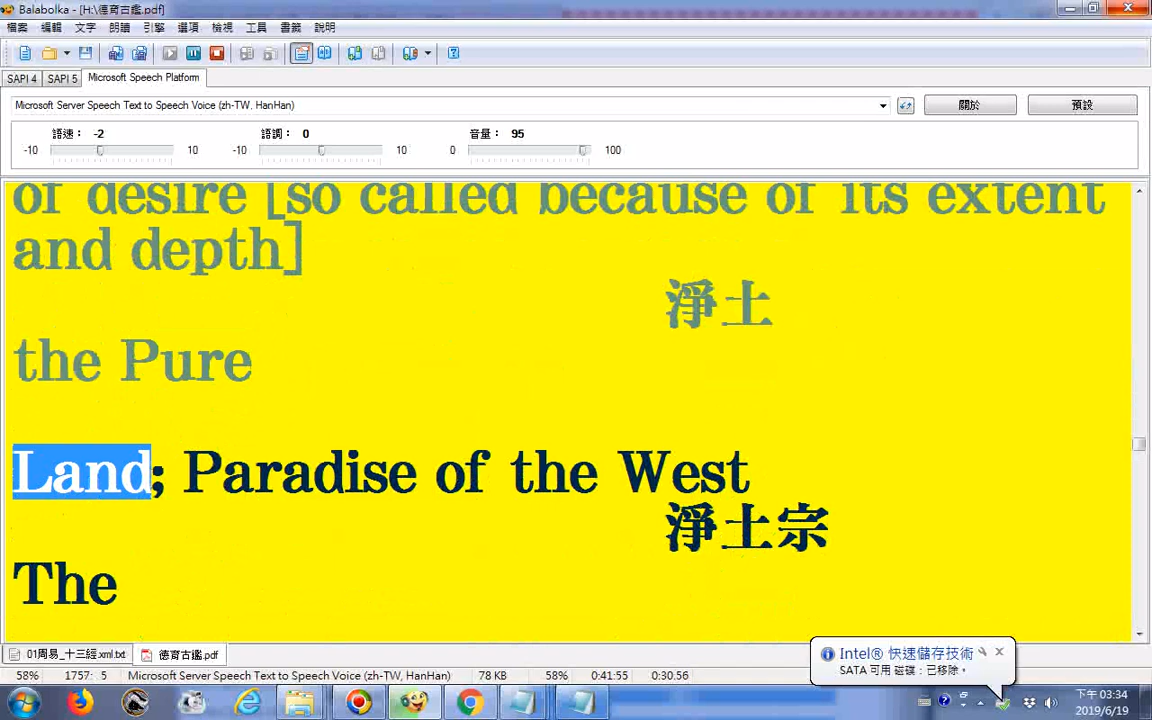 Balabolka - [H:\德育古鑑.pdf]
檔案 編輯 文字 朗讀 引擎 選項 檢視 工具 書籤 說明
SAPI 4 SAPI 5 Microsoft Speech Platform
Microsoft Server Speech Text to Speech Voice (zh-TW, HanHan) 關於 預設
語速： -2 語調： 0 音量： 95
-10 10 -10 10 0 100
of desire [so called because of its extent
and depth]
淨土
the Pure
Land; Paradise of the West
淨土宗
The
01周易_十三經.xml.txt 德育古鑑.pdf
Intel® 快速儲存技術
SATA 可用 磁碟：已移除。
58% 1757: 5 Microsoft Server Speech Text to Speech Voice (zh-TW, HanHan) 78 KB 58% 0:41:55 0:30.56
下午 03:34
2019/6/19